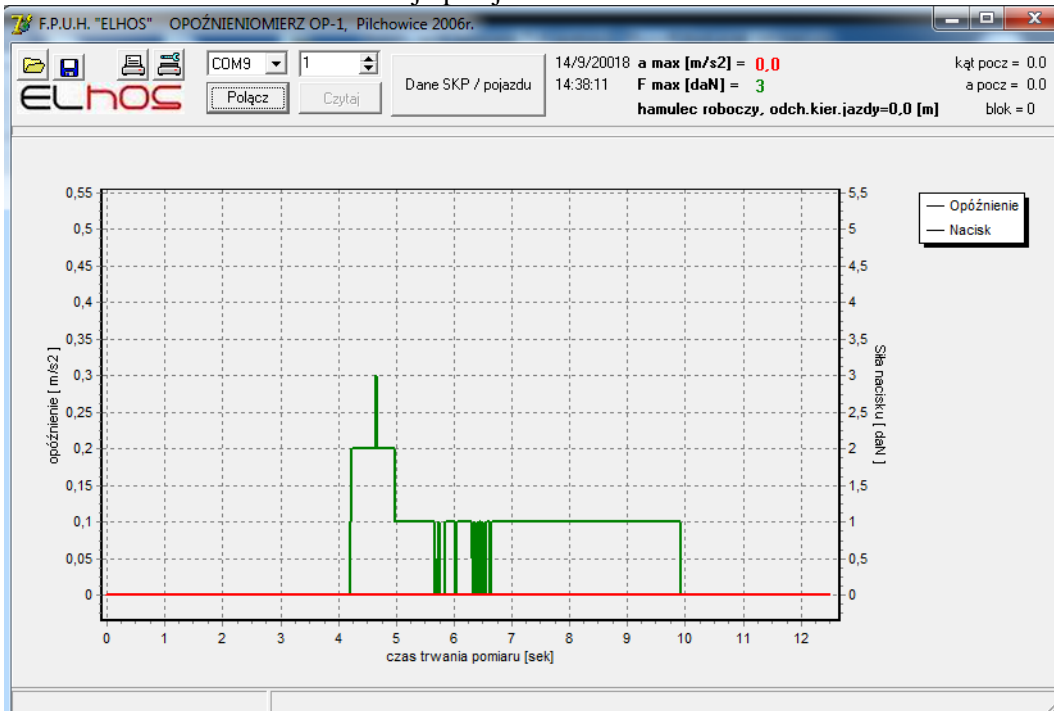 F.P.U.H. "ELHOS" OPOŹNIENIOMIERZ OP-1, Pilchowice 2006r.
ELhOS
COM9 1
Połącz Czytaj
Dane SKP / pojazdu
14/9/20018 a max [m/s2] = 0,0
14:38:11 F max [daN] = 3
hamulec roboczy, odch.kier.jazdy=0,0 [m]
kąt pocz = 0.0
a pocz = 0.0
blok = 0
Opóźnienie
Nacisk
opóźnienie [ m/s2 ]
0,55
0,5
0,45
0,4
0,35
0,3
0,25
0,2
0,15
0,1
0,05
0
5,5
5
4,5
4
3,5
3
2,5
2
1,5
1
0,5
0
Siła nacisku [ daN ]
0 1 2 3 4 5 6 7 8 9 10 11 12
czas trwania pomiaru [sek]